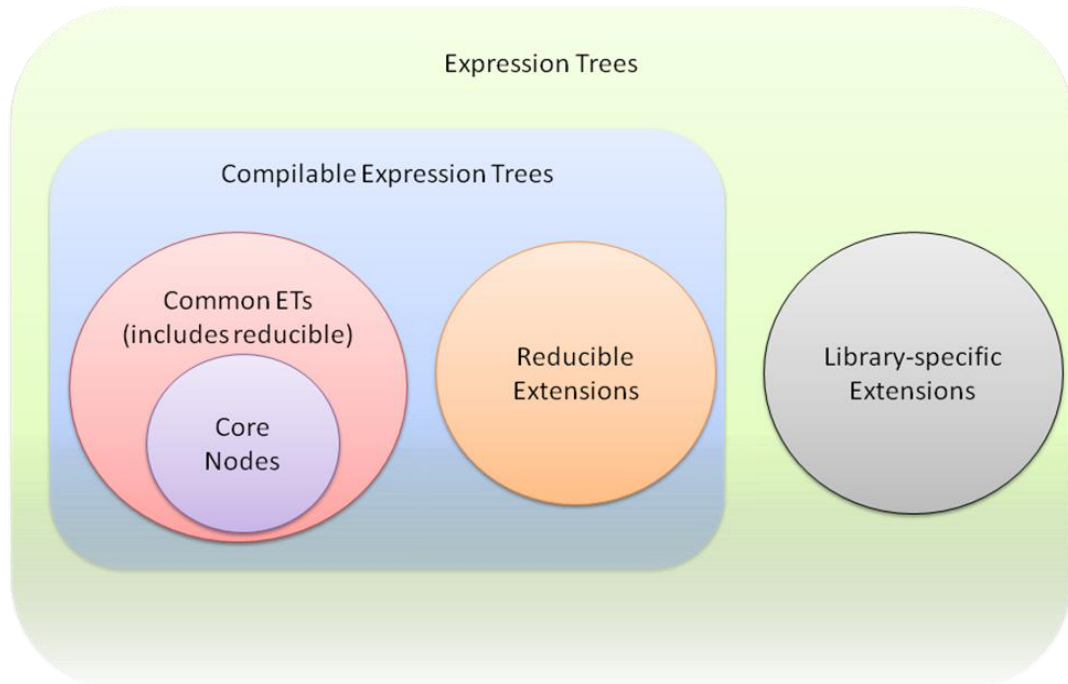 Expression Trees
Compilable Expression Trees
Common ETs
(includes reducible)
Core
Nodes
Reducible
Extensions
Library-specific
Extensions